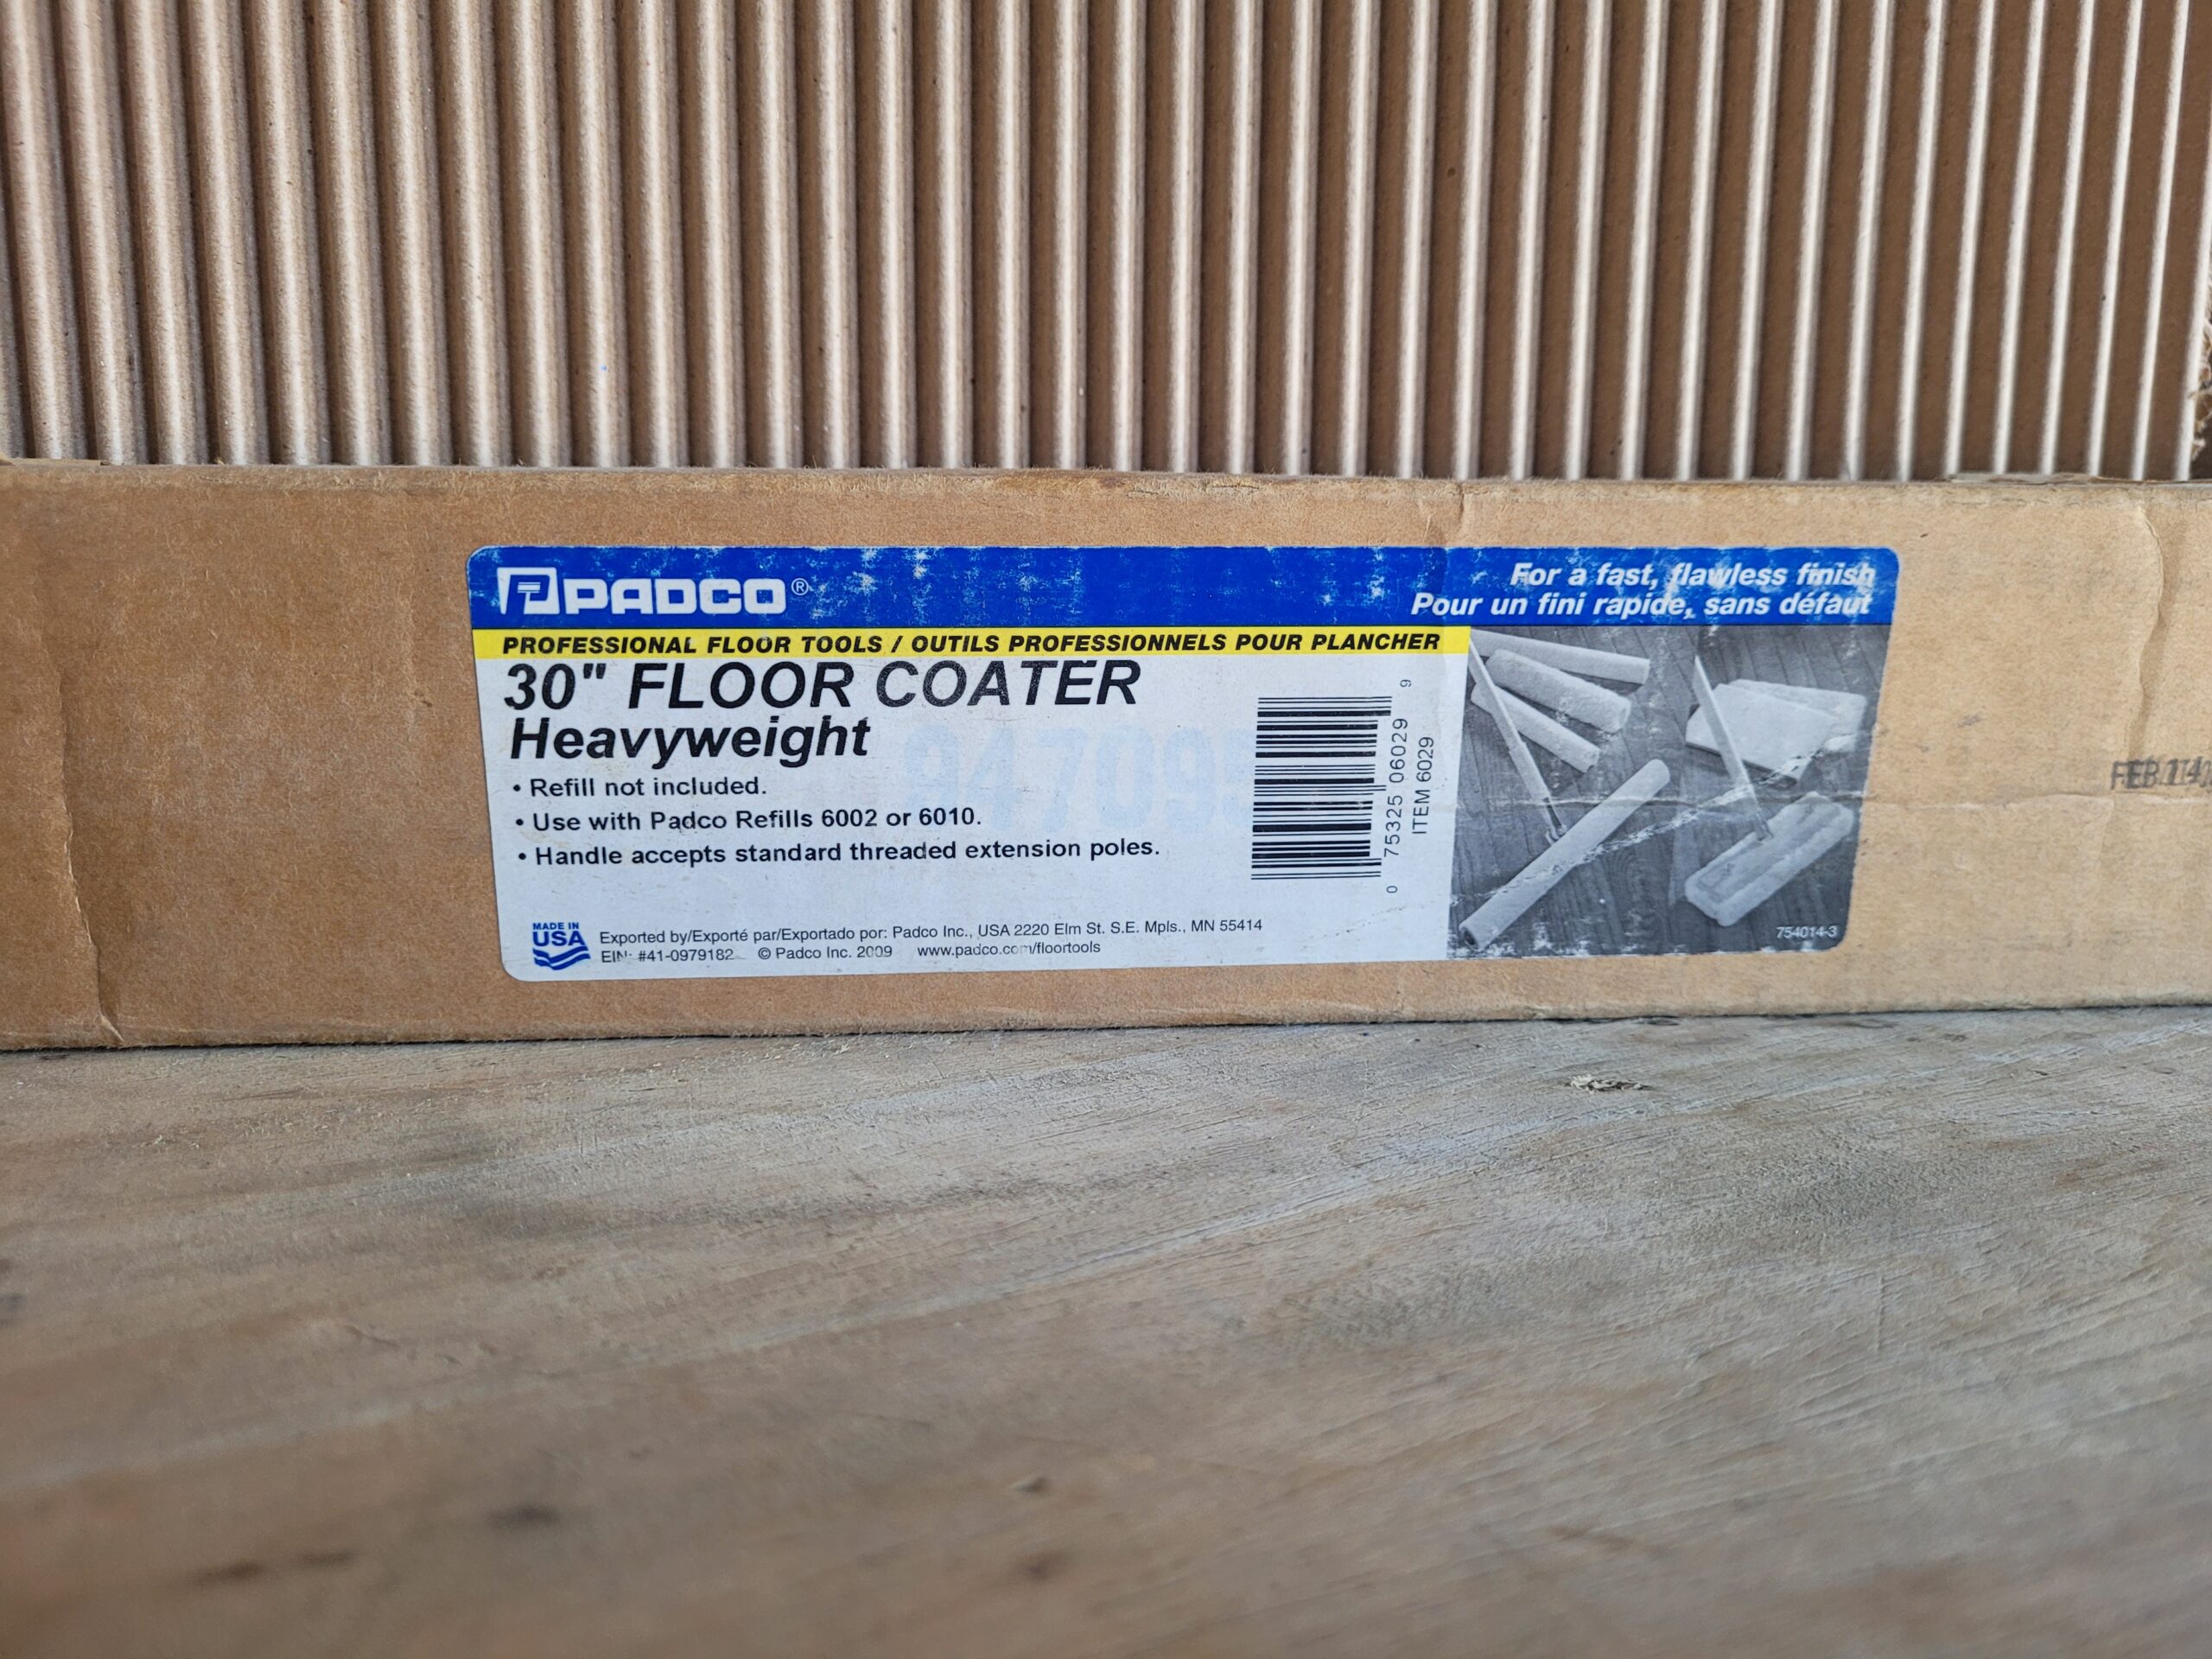 PADCO®
For a fast, flawless finish
Pour un fini rapide, sans défaut
PROFESSIONAL FLOOR TOOLS / OUTILS PROFESSIONNELS POUR PLANCHER
30" FLOOR COATER
Heavyweight
• Refill not included.
• Use with Padco Refills 6002 or 6010.
• Handle accepts standard threaded extension poles.
0 75325 06029 9
ITEM 6029
MADE IN
USA
Exported by/Exporté par/Exportado por: Padco Inc., USA 2220 Elm St. S.E. Mpls., MN 55414
EIN: #41-0979182 © Padco Inc. 2009 www.padco.com/floortools
754014-3
FEB